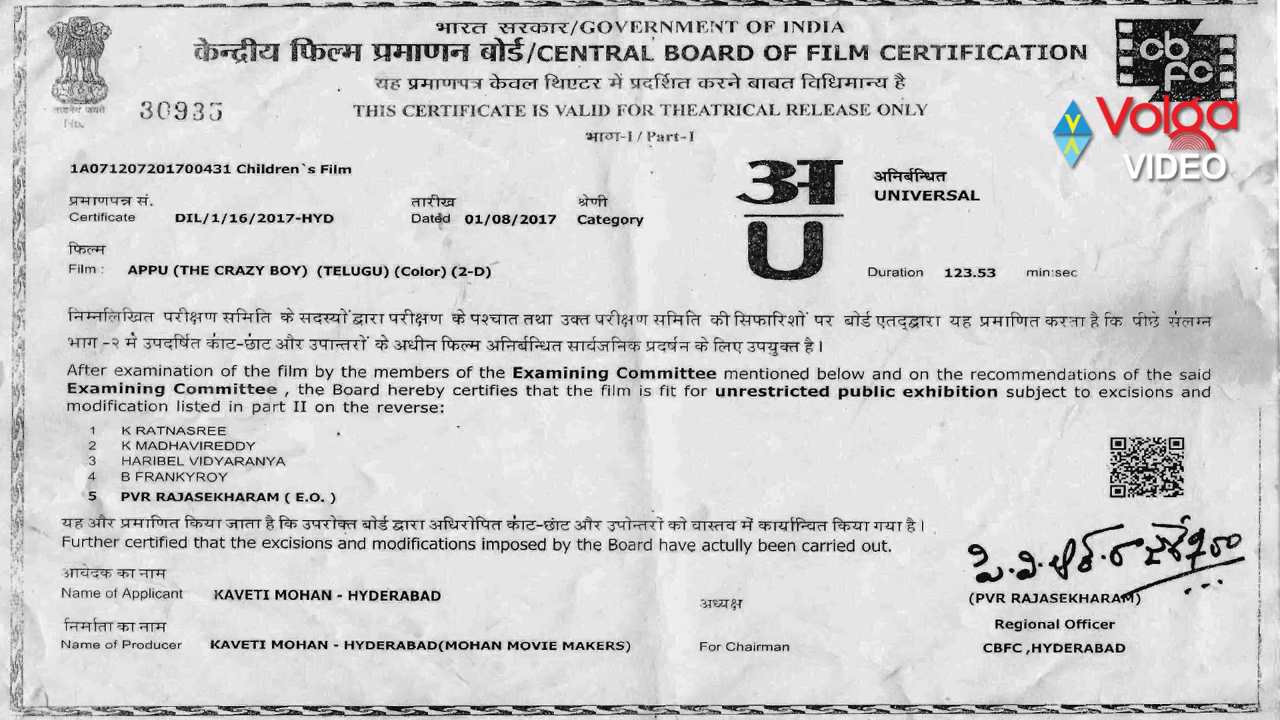 भारत सरकार/GOVERNMENT OF INDIA
केन्द्रीय फिल्म प्रमाणन बोर्ड/CENTRAL BOARD OF FILM CERTIFICATION
यह प्रमाणपत्र केवल थिएटर में प्रदर्शित करने बाबत विधिमान्य है
THIS CERTIFICATE IS VALID FOR THEATRICAL RELEASE ONLY
भाग-I / Part-I
सत्यमेव जयते
No. 30935
cbfc
Volga
VIDEO
1A071207201700431 Children`s Film
प्रमाणपत्र सं. तारीख श्रेणी
Certificate DIL/1/16/2017-HYD Dated 01/08/2017 Category
अ
U
अनिर्बन्धित
UNIVERSAL
फिल्म
Film : APPU (THE CRAZY BOY) (TELUGU) (Color) (2-D)
Duration 123.53 min:sec
निम्नलिखित परीक्षण समिति के सदस्यों द्वारा परीक्षण के पश्चात तथा उक्त परीक्षण समिति की सिफारिशों पर बोर्ड एतद्द्वारा यह प्रमाणित करता है कि पीछे संलग्न
भाग -२ में उपदर्षित काट-छांट और उपान्तरों के अधीन फिल्म अनिर्बन्धित सार्वजनिक प्रदर्षन के लिए उपयुक्त है।
After examination of the film by the members of the Examining Committee mentioned below and on the recommendations of the said
Examining Committee , the Board hereby certifies that the film is fit for unrestricted public exhibition subject to excisions and
modification listed in part II on the reverse:
1 K RATNASREE
2 K MADHAVIREDDY
3 HARIBEL VIDYARANYA
4 B FRANKYROY
5 PVR RAJASEKHARAM ( E.O. )
यह और प्रमाणित किया जाता है कि उपरोक्त बोर्ड द्वारा अधिरोपित काट-छांट और उपांन्तरों को वास्तव में कार्यान्वित किया गया है।
Further certified that the excisions and modifications imposed by the Board have actully been carried out.
आवेदक का नाम
Name of Applicant KAVETI MOHAN - HYDERABAD
निर्माता का नाम
Name of Producer KAVETI MOHAN - HYDERABAD(MOHAN MOVIE MAKERS)
अध्यक्ष
For Chairman
(PVR RAJASEKHARAM)
Regional Officer
CBFC ,HYDERABAD